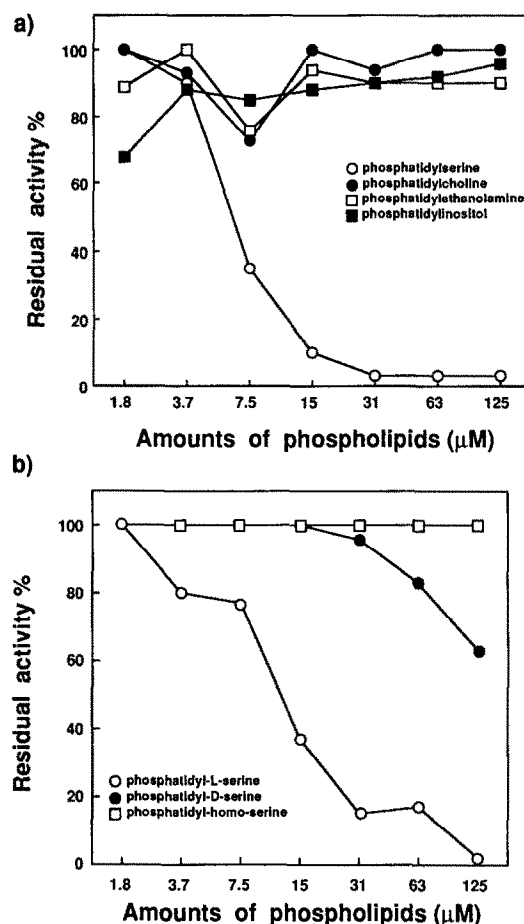 a)
Residual activity %
100
80
60
40
20
0
phosphatidylserine
phosphatidylcholine
phosphatidylethanolamine
phosphatidylinositol
1.8 3.7 7.5 15 31 63 125
Amounts of phospholipids (μM)
b)
Residual activity %
100
80
60
40
20
0
phosphatidyl-L-serine
phosphatidyl-D-serine
phosphatidyl-homo-serine
1.8 3.7 7.5 15 31 63 125
Amounts of phospholipids (μM)